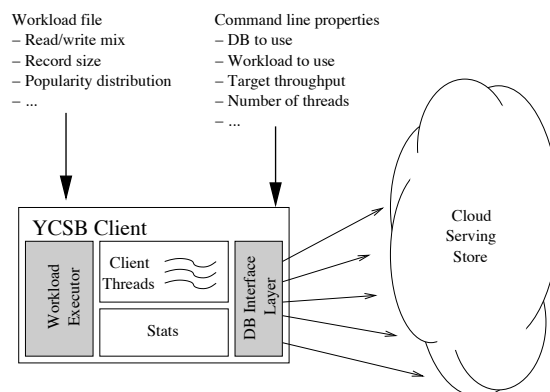 Workload file
– Read/write mix
– Record size
– Popularity distribution
– ...
Command line properties
– DB to use
– Workload to use
– Target throughput
– Number of threads
– ...
YCSB Client
Workload
Executor
Client
Threads
Stats
DB Interface
Layer
Cloud
Serving
Store